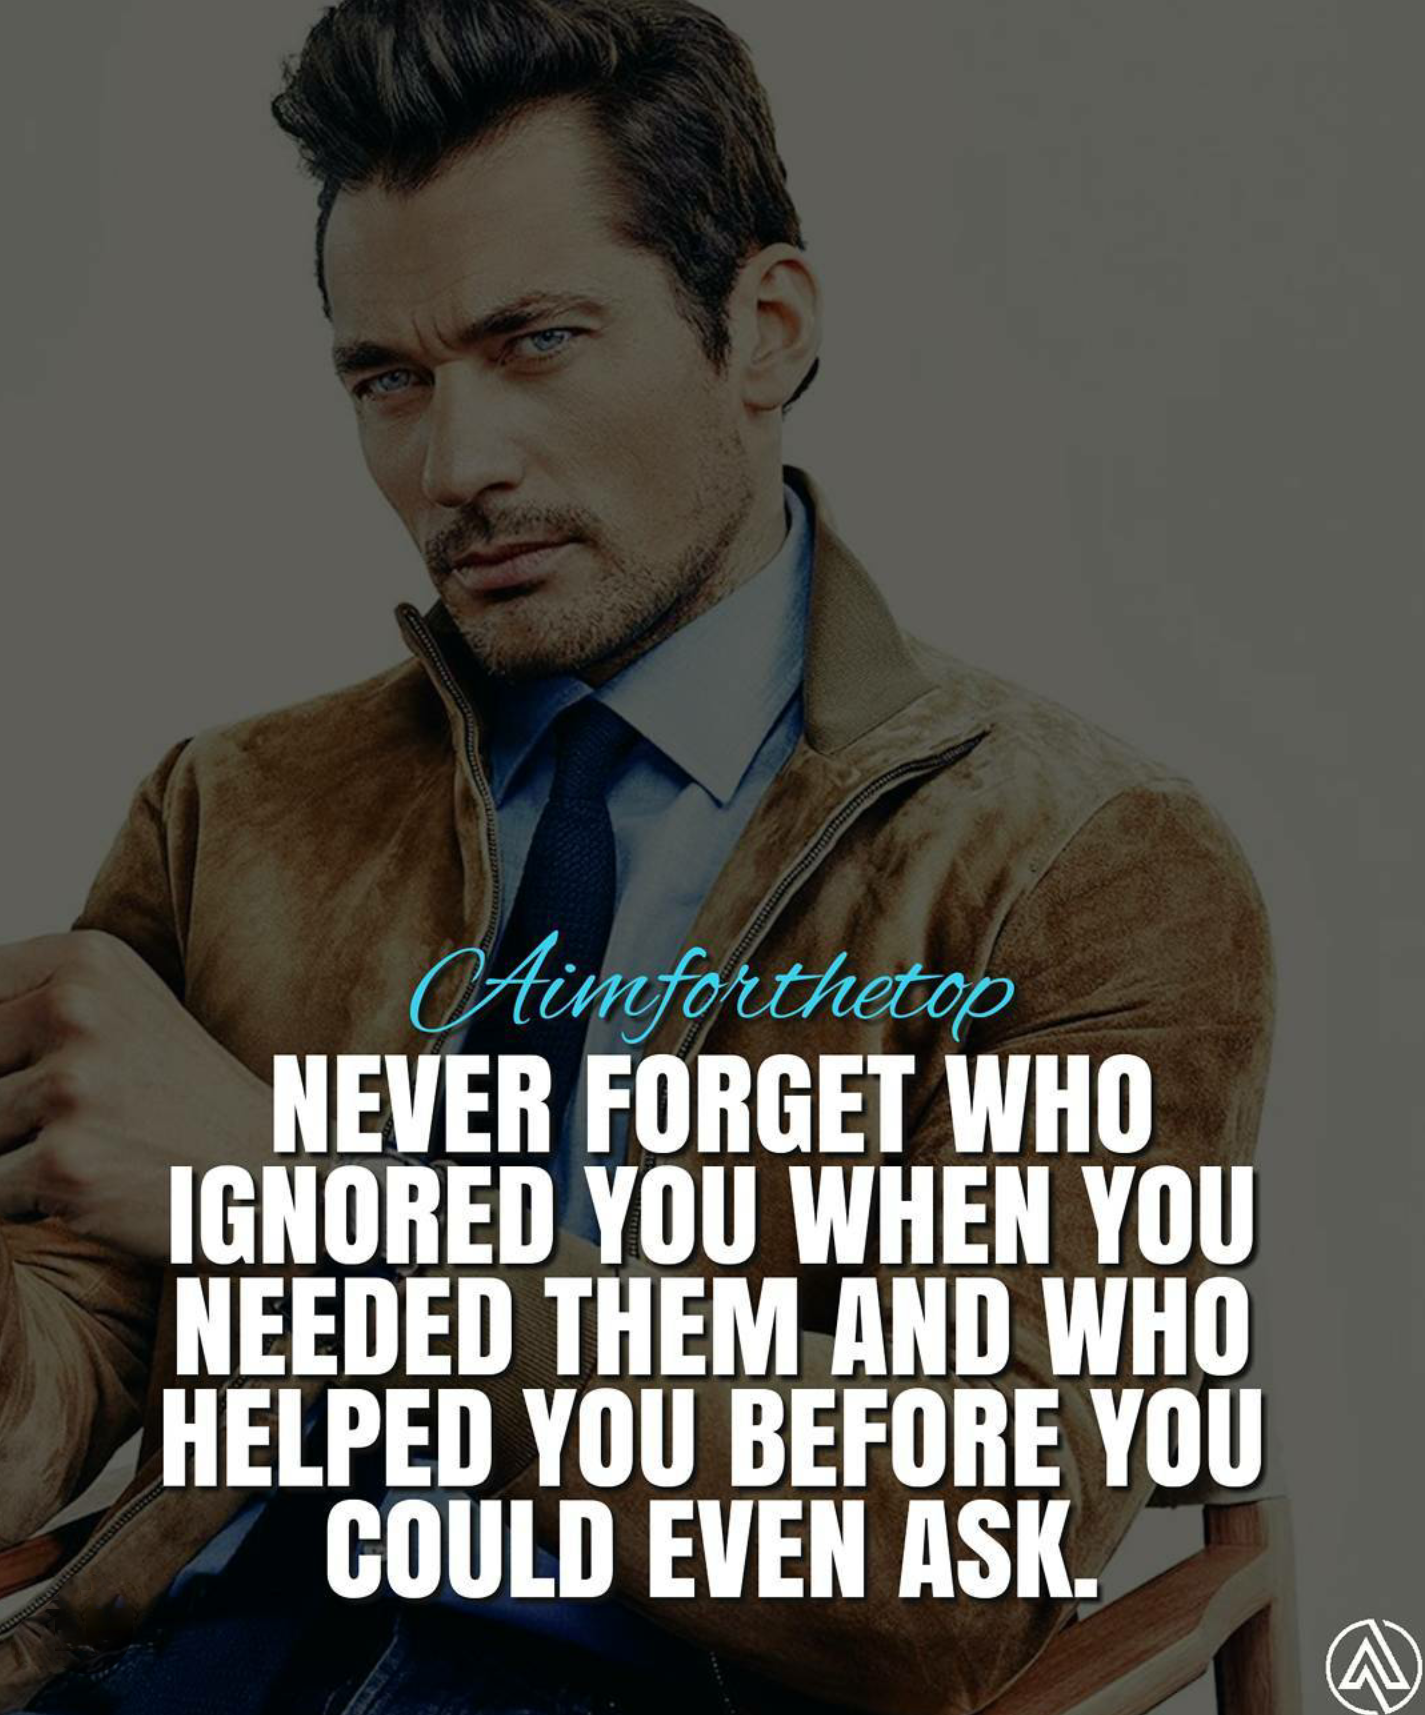 Aimforthetop
NEVER FORGET WHO
IGNORED YOU WHEN YOU
NEEDED THEM AND WHO
HELPED YOU BEFORE YOU
COULD EVEN ASK.